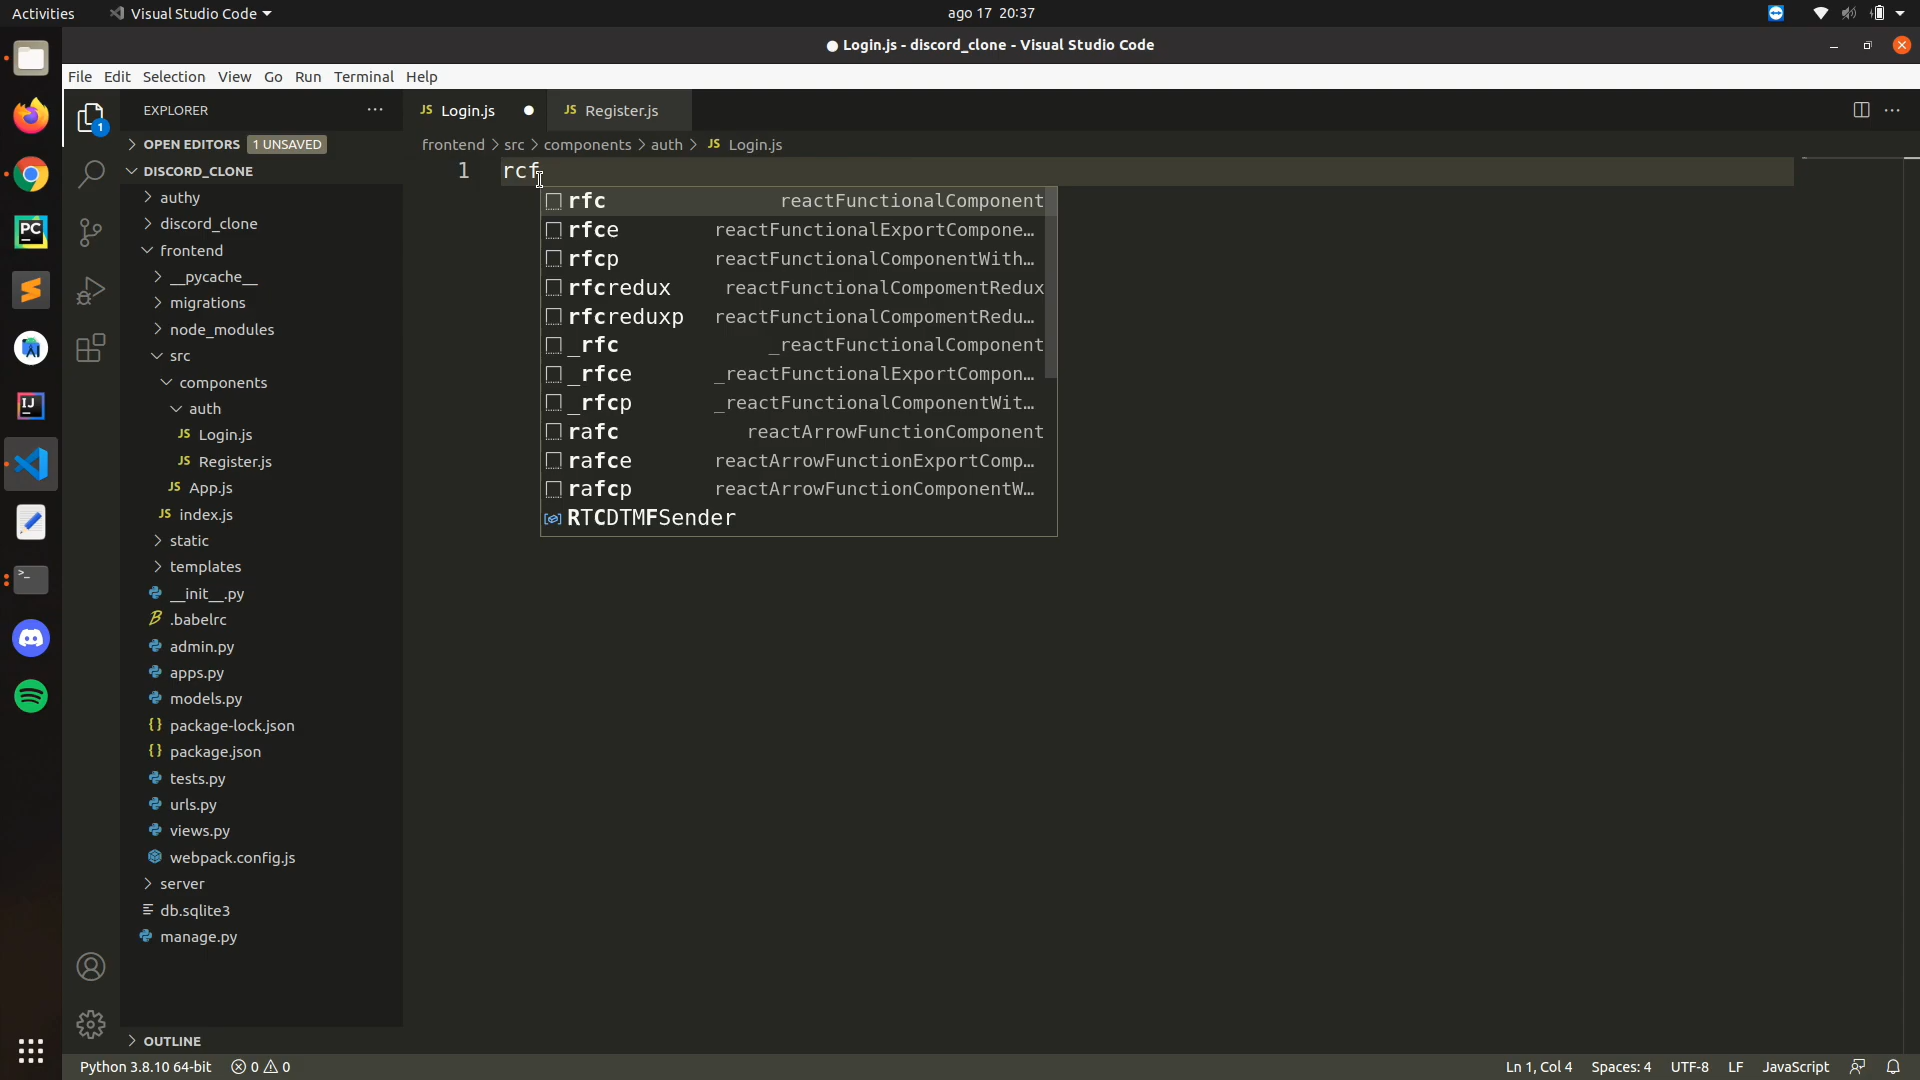 Activities
Visual Studio Code
ago 17 20:37
Login.js - discord_clone - Visual Studio Code
File Edit Selection View Go Run Terminal Help
1
EXPLORER
OPEN EDITORS 1 UNSAVED
DISCORD_CLONE
authy
discord_clone
frontend
__pycache__
migrations
node_modules
src
components
auth
JS Login.js
JS Register.js
JS App.js
JS index.js
static
templates
__init__.py
.babelrc
admin.py
apps.py
models.py
{} package-lock.json
{} package.json
tests.py
urls.py
views.py
webpack.config.js
server
db.sqlite3
manage.py
OUTLINE
JS Login.js
JS Register.js
frontend > src > components > auth > JS Login.js
1 rcf
rfc reactFunctionalComponent
rfce reactFunctionalExportCompone…
rfcp reactFunctionalComponentWith…
rfcredux reactFunctionalCompomentRedux
rfcreduxp reactFunctionalCompomentRedu…
_rfc _reactFunctionalComponent
_rfce _reactFunctionalExportCompon…
_rfcp _reactFunctionalComponentWit…
rafc reactArrowFunctionComponent
rafce reactArrowFunctionExportComp…
rafcp reactArrowFunctionComponentW…
RTCDTMFSender
PC
IJ
Python 3.8.10 64-bit 0 0 Ln 1, Col 4 Spaces: 4 UTF-8 LF JavaScript